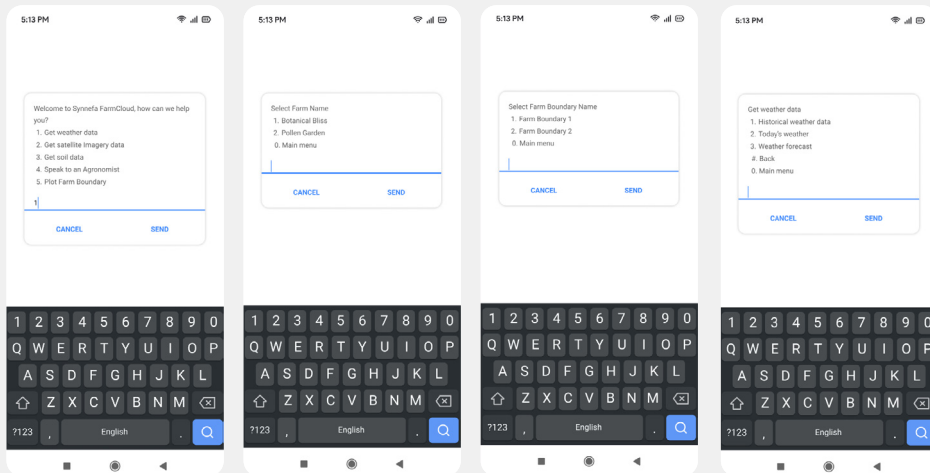 5:13 PM
Welcome to Synnefa FarmCloud, how can we help
you?
1. Get weather data
2. Get satellite Imagery data
3. Get soil data
4. Speak to an Agronomist
5. Plot Farm Boundary
1
CANCEL SEND
1 2 3 4 5 6 7 8 9 0
Q W E R T Y U I O P
A S D F G H J K L
Z X C V B N M
?123 , English .
5:13 PM
Select Farm Name
1. Botanical Bliss
2. Pollen Garden
0. Main menu
CANCEL SEND
1 2 3 4 5 6 7 8 9 0
Q W E R T Y U I O P
A S D F G H J K L
Z X C V B N M
?123 , English .
5:13 PM
Select Farm Boundary Name
1. Farm Boundary 1
2. Farm Boundary 2
0. Main menu
CANCEL SEND
1 2 3 4 5 6 7 8 9 0
Q W E R T Y U I O P
A S D F G H J K L
Z X C V B N M
?123 , English .
5:13 PM
Get weather data
1. Historical weather data
2. Today's weather
3. Weather forecast
#. Back
0. Main menu
CANCEL SEND
1 2 3 4 5 6 7 8 9 0
Q W E R T Y U I O P
A S D F G H J K L
Z X C V B N M
?123 , English .